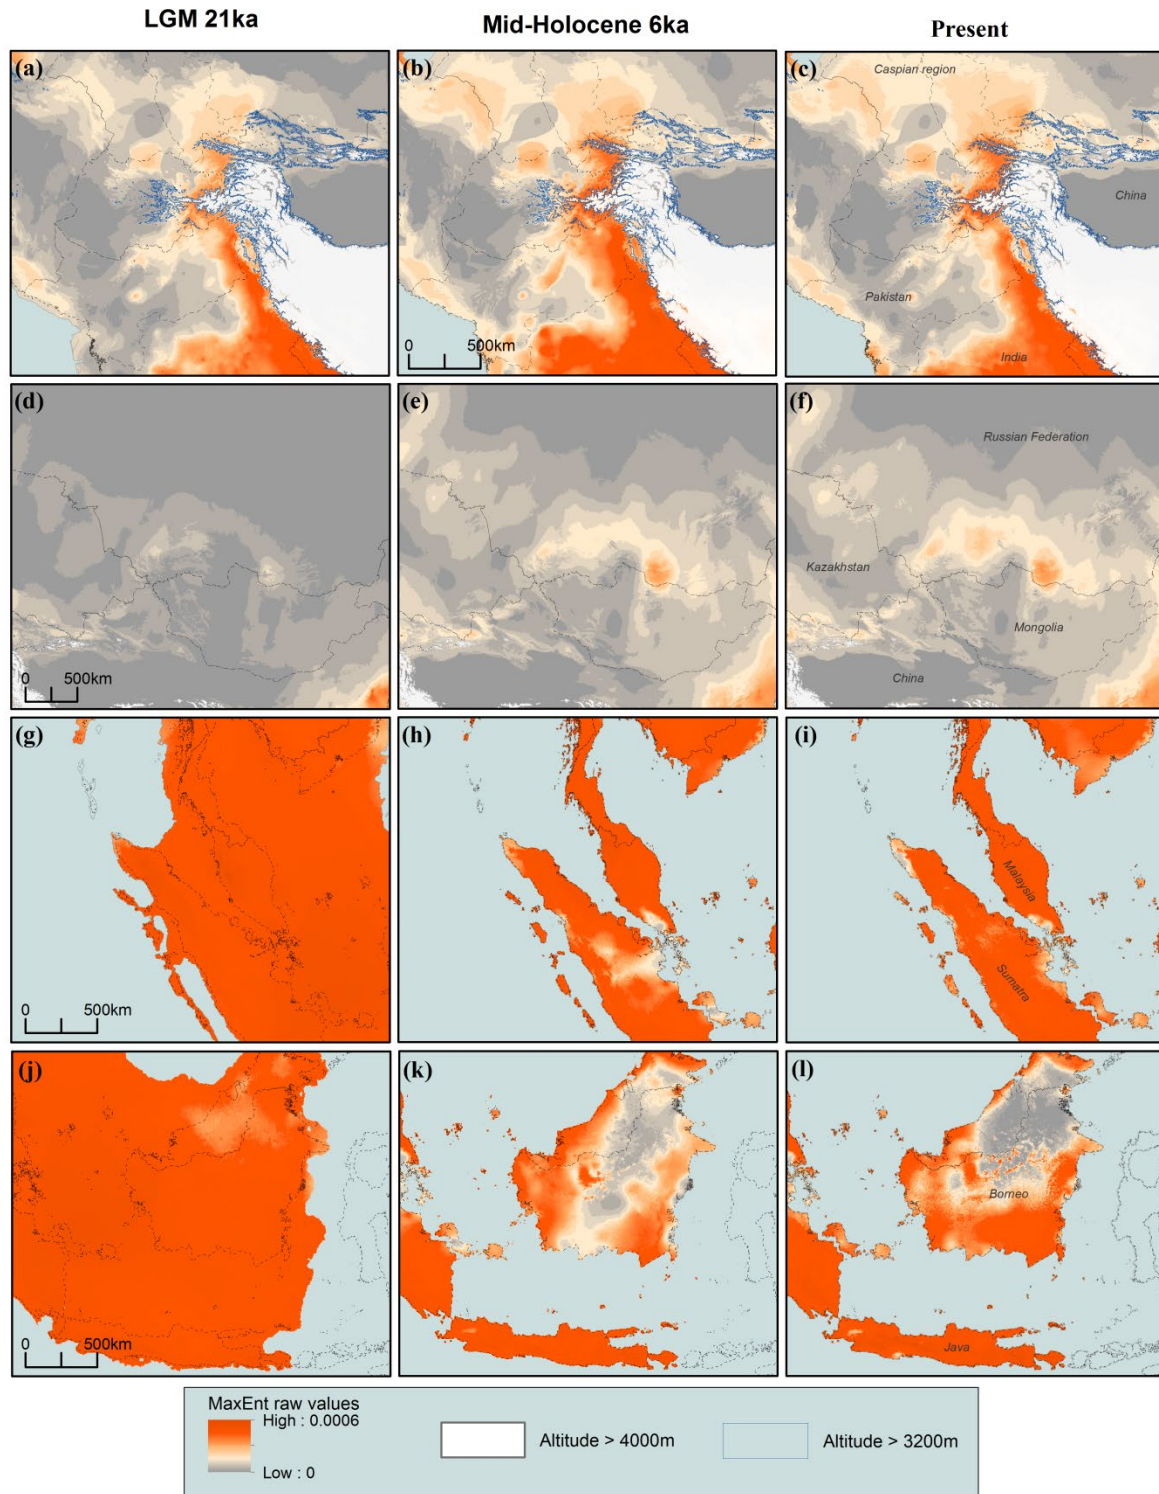 LGM 21ka
Mid-Holocene 6ka
Present
(a)
(b)
0 500km
(c)
Caspian region
China
Pakistan
India
(d)
0 500km
(e)
(f)
Russian Federation
Kazakhstan
Mongolia
China
(g)
0 500km
(h)
(i)
Malaysia
Sumatra
(j)
0 500km
(k)
(l)
Borneo
Java
MaxEnt raw values
High : 0.0006
Low : 0
Altitude > 4000m
Altitude > 3200m